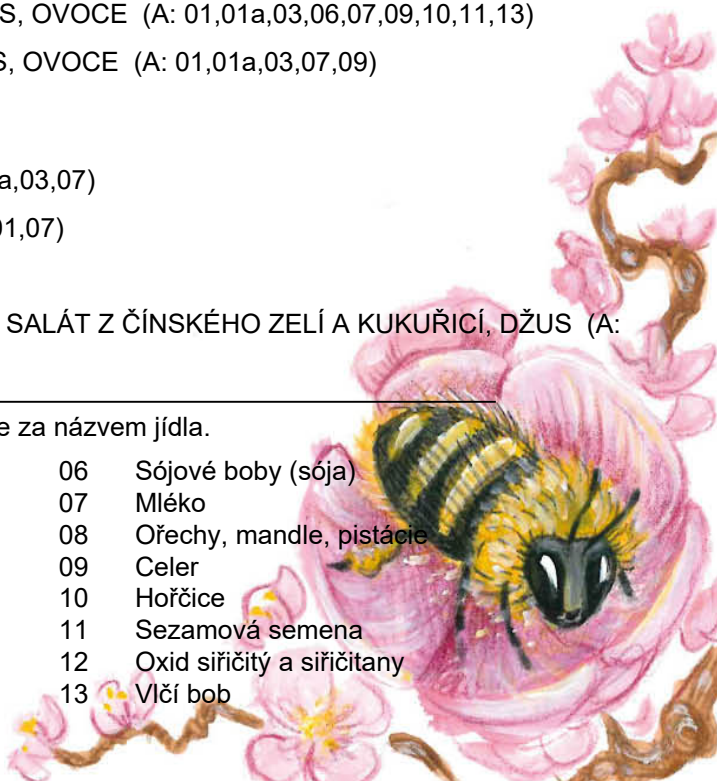 S, OVOCE (A: 01,01a,03,06,07,09,10,11,13)
S, OVOCE (A: 01,01a,03,07,09)
a,03,07)
01,07)
SALÁT Z ČÍNSKÉHO ZELÍ A KUKUŘICÍ, DŽUS (A:
e za názvem jídla.
06 Sójové boby (sója)
07 Mléko
08 Ořechy, mandle, pistácie
09 Celer
10 Hořčice
11 Sezamová semena
12 Oxid siřičitý a siřičitany
13 Vlčí bob